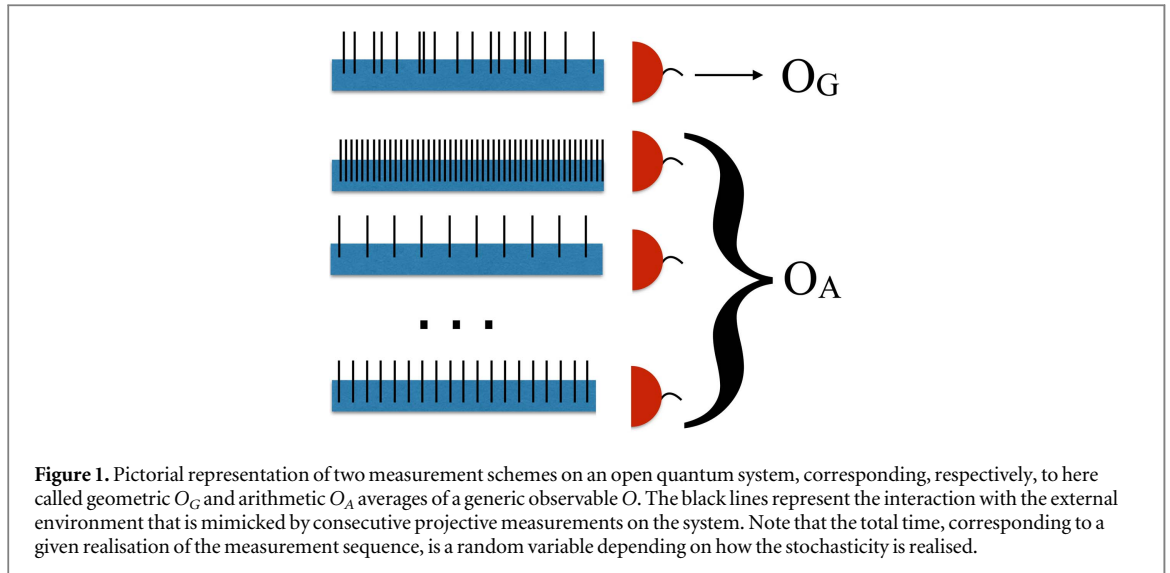 O_G
O_A
. . .
Figure 1. Pictorial representation of two measurement schemes on an open quantum system, corresponding, respectively, to here
called geometric O_G and arithmetic O_A averages of a generic observable O. The black lines represent the interaction with the external
environment that is mimicked by consecutive projective measurements on the system. Note that the total time, corresponding to a
given realisation of the measurement sequence, is a random variable depending on how the stochasticity is realised.